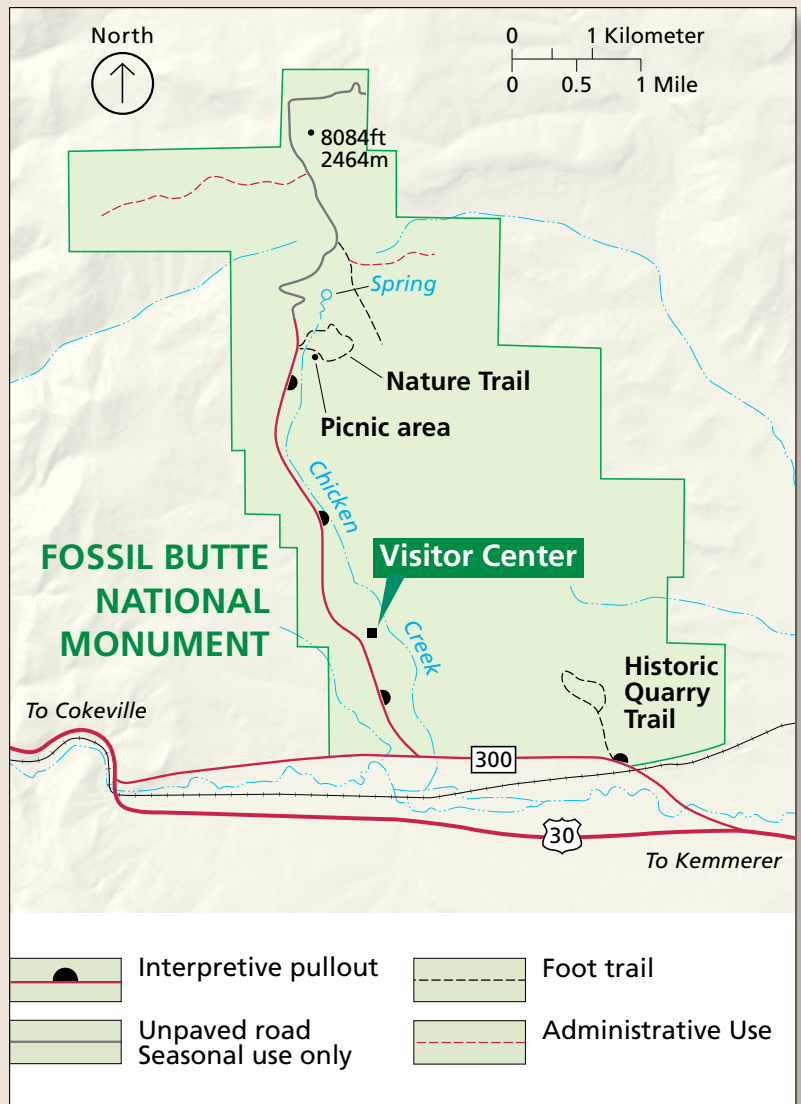 North
0 1 Kilometer
0 0.5 1 Mile
8084ft
2464m
Spring
Nature Trail
Picnic area
Chicken
Creek
FOSSIL BUTTE
NATIONAL
MONUMENT
Visitor Center
Historic
Quarry
Trail
To Cokeville
300
30
To Kemmerer
Interpretive pullout
Foot trail
Unpaved road
Seasonal use only
Administrative Use